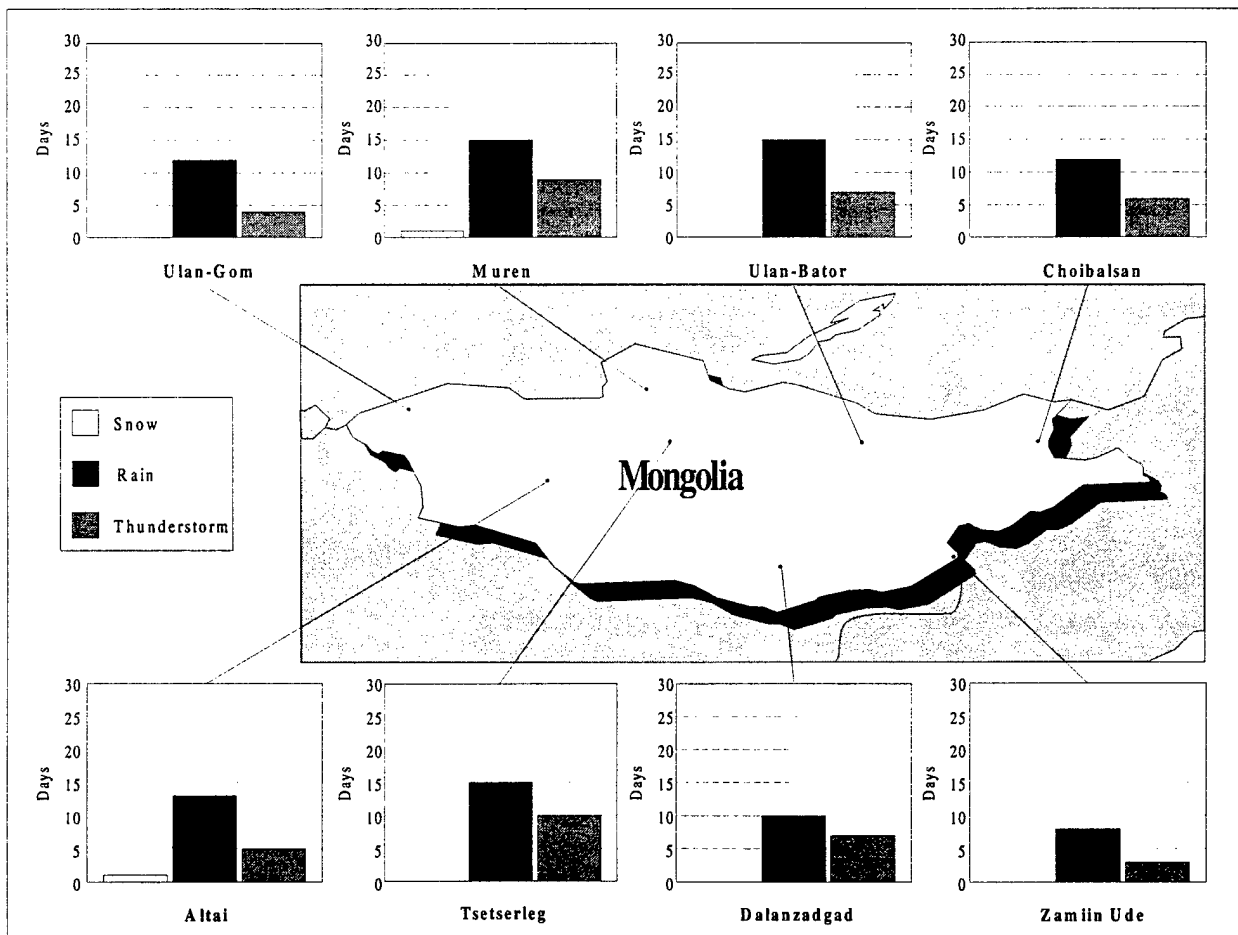 30
25
20
15
10
5
0
Days
Ulan-Gom
30
25
20
15
10
5
0
Days
Muren
30
25
20
15
10
5
0
Days
Ulan-Bator
30
25
20
15
10
5
0
Days
Choibalsan
Snow
Rain
Thunderstorm
Mongolia
30
25
20
15
10
5
0
Days
Altai
30
25
20
15
10
5
0
Days
Tsetserleg
30
25
20
15
10
5
0
Days
Dalanzadgad
30
25
20
15
10
5
0
Days
Zamiin Ude